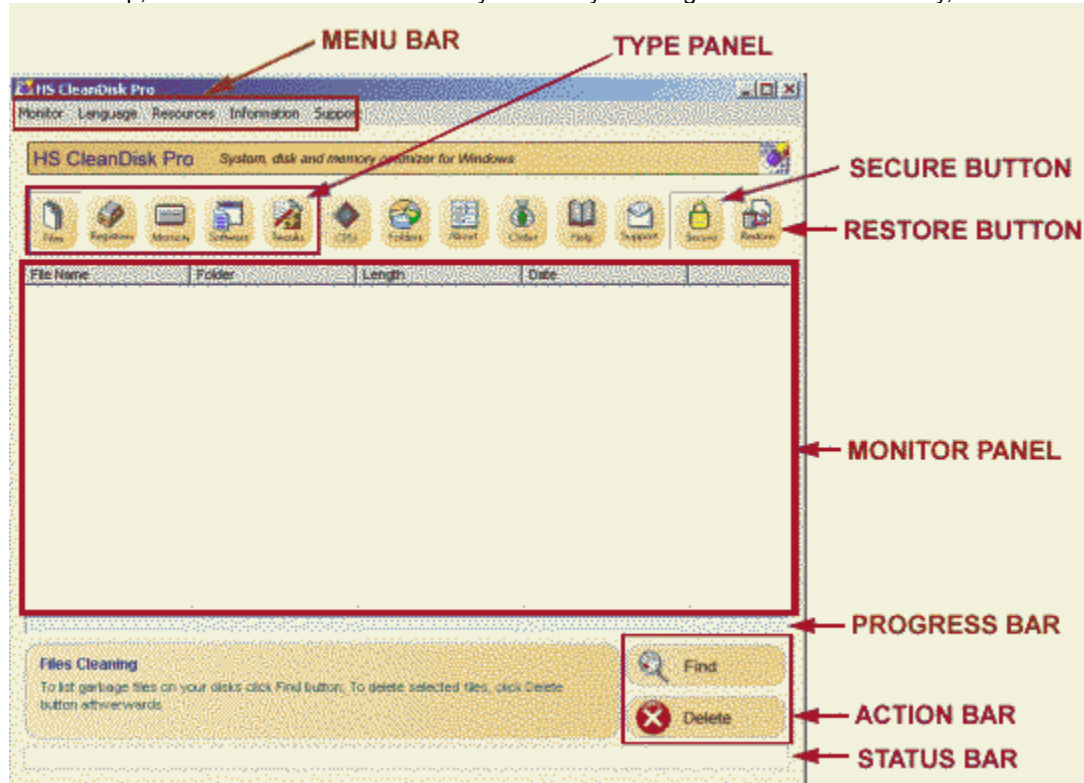 MENU BAR
TYPE PANEL
HS CleanDisk Pro
Monitor Language Resources Information Support
HS CleanDisk Pro System, disk and memory optimizer for Windows
SECURE BUTTON
Files Registries Memory Software Tweaks CPU Folders About Order Help Support Secure Restore
RESTORE BUTTON
File Name Folder Length Date
MONITOR PANEL
PROGRESS BAR
Files Cleaning
Find
To list garbage files on your disks click Find button; To delete selected files, click Delete
button aftwerwards
Delete
ACTION BAR
STATUS BAR